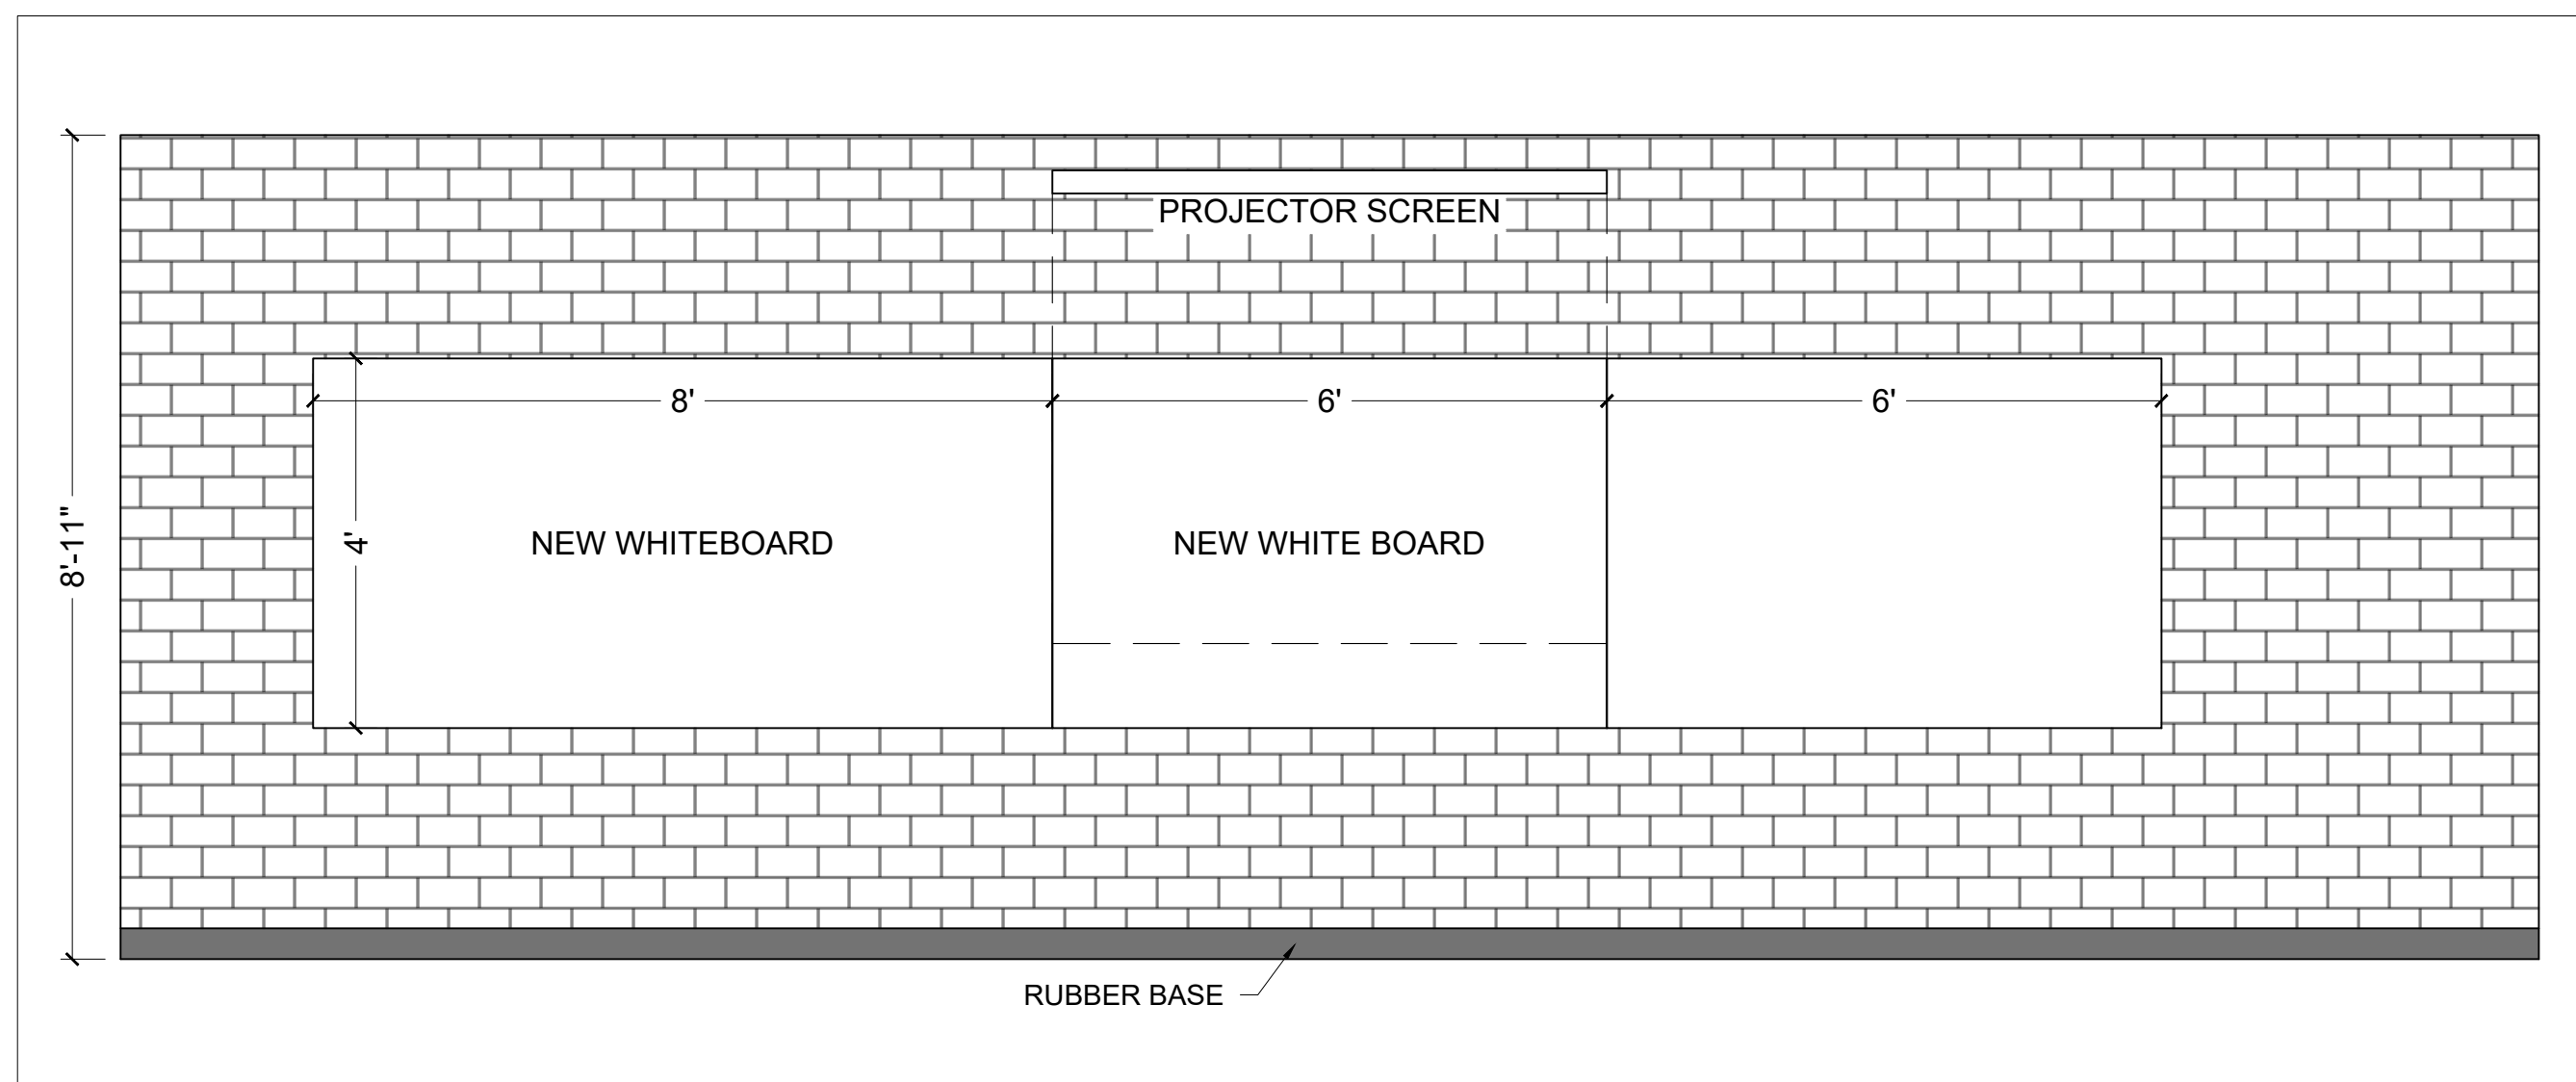 PROJECTOR SCREEN
8' 6' 6'
8'-11"
4'
NEW WHITEBOARD
NEW WHITE BOARD
RUBBER BASE